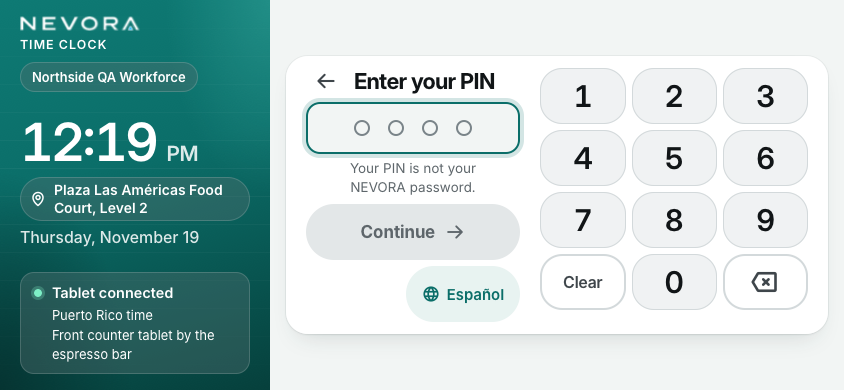 NEVORA
TIME CLOCK
Northside QA Workforce
12:19 PM
Plaza Las Américas Food
Court, Level 2
Thursday, November 19
Tablet connected
Puerto Rico time
Front counter tablet by the
espresso bar
Enter your PIN
Your PIN is not your
NEVORA password.
Continue
Español
1 2 3
4 5 6
7 8 9
Clear 0